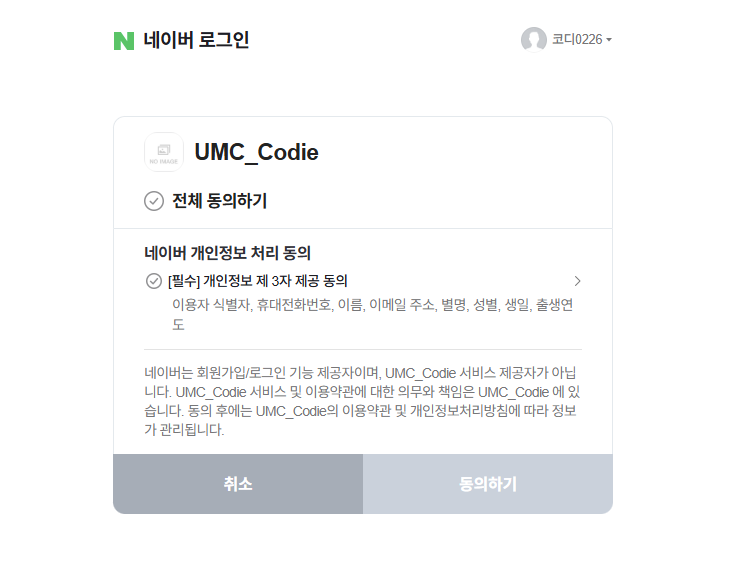 네이버 로그인
코디0226
NO IMAGE
UMC_Codie
전체 동의하기
네이버 개인정보 처리 동의
[필수] 개인정보 제 3자 제공 동의
이용자 식별자, 휴대전화번호, 이름, 이메일 주소, 별명, 성별, 생일, 출생연
도
네이버는 회원가입/로그인 기능 제공자이며, UMC_Codie 서비스 제공자가 아닙
니다. UMC_Codie 서비스 및 이용약관에 대한 의무와 책임은 UMC_Codie 에 있
습니다. 동의 후에는 UMC_Codie의 이용약관 및 개인정보처리방침에 따라 정보
가 관리됩니다.
취소
동의하기